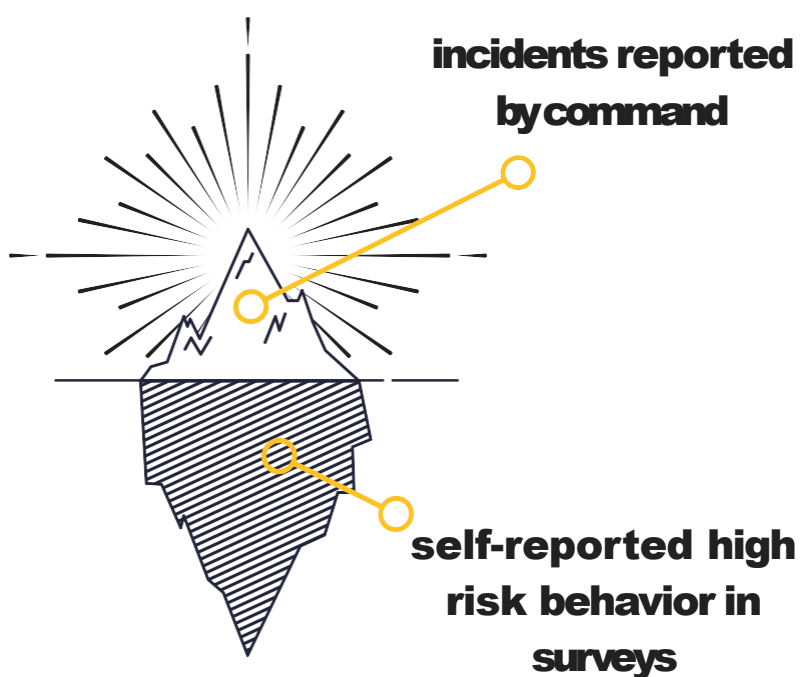 incidents reported
by command
self-reported high
risk behavior in
surveys